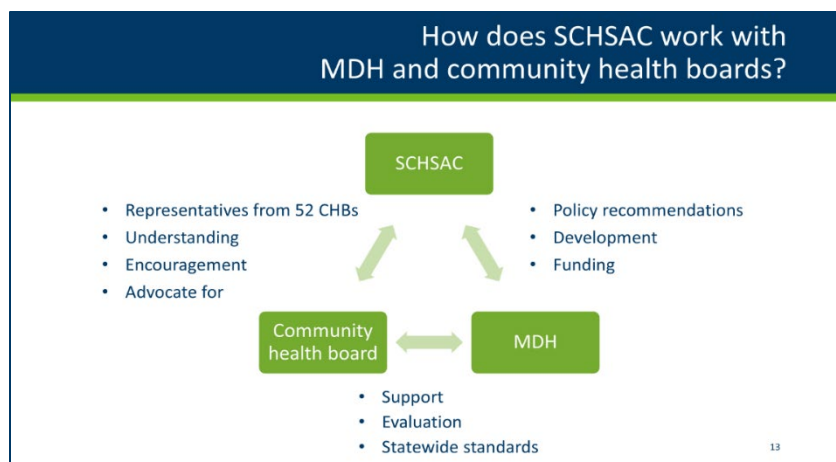 How does SCHSAC work with
MDH and community health boards?
SCHSAC
• Representatives from 52 CHBs
• Understanding
• Encouragement
• Advocate for
• Policy recommendations
• Development
• Funding
Community
health board
MDH
• Support
• Evaluation
• Statewide standards
13